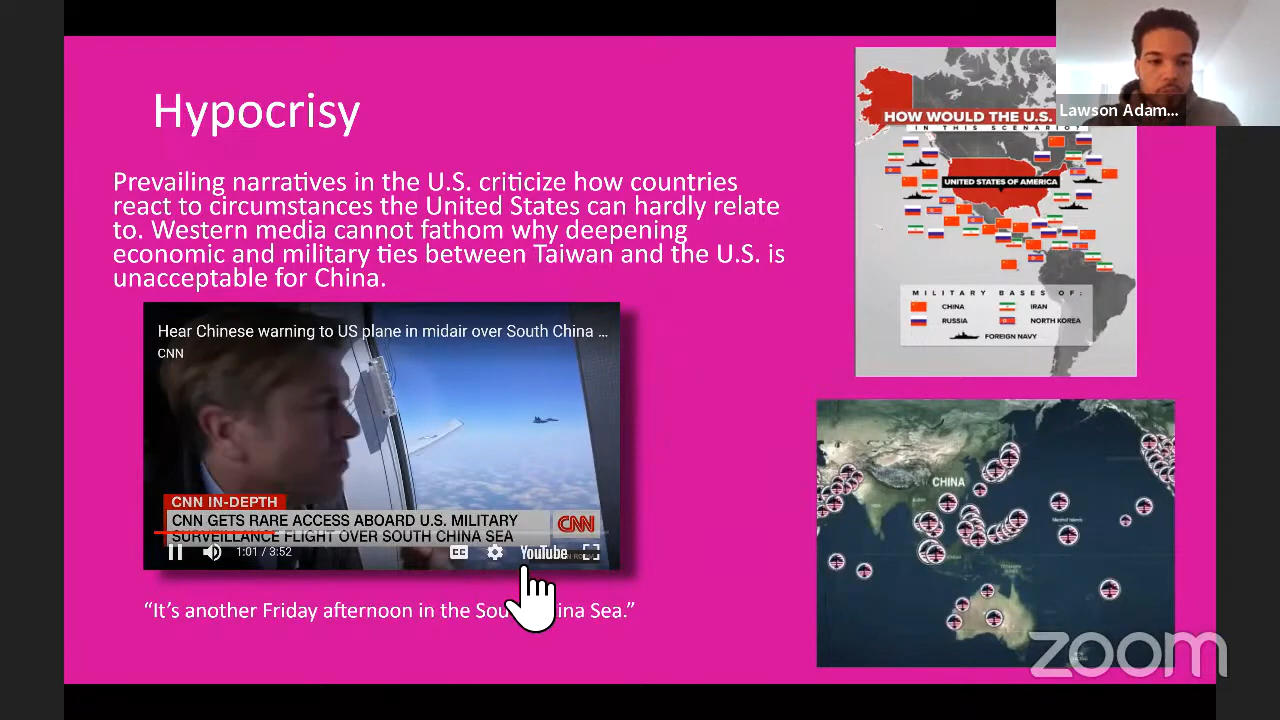 Hypocrisy
Prevailing narratives in the U.S. criticize how countries
react to circumstances the United States can hardly relate
to. Western media cannot fathom why deepening
economic and military ties between Taiwan and the U.S. is
unacceptable for China.
Hear Chinese warning to US plane in midair over South China ...
CNN
CNN IN-DEPTH
CNN GETS RARE ACCESS ABOARD U.S. MILITARY
SURVEILLANCE FLIGHT OVER SOUTH CHINA SEA
CNN
1:01 / 3:52
CC
YouTube
“It’s another Friday afternoon in the Sou ina Sea.”
Lawson Adam...
HOW WOULD THE U.S.
IN THIS SCENARIO?
UNITED STATES OF AMERICA
MILITARY BASES OF:
CHINA
IRAN
RUSSIA
NORTH KOREA
FOREIGN NAVY
CHINA
Marshall Islands
zoom